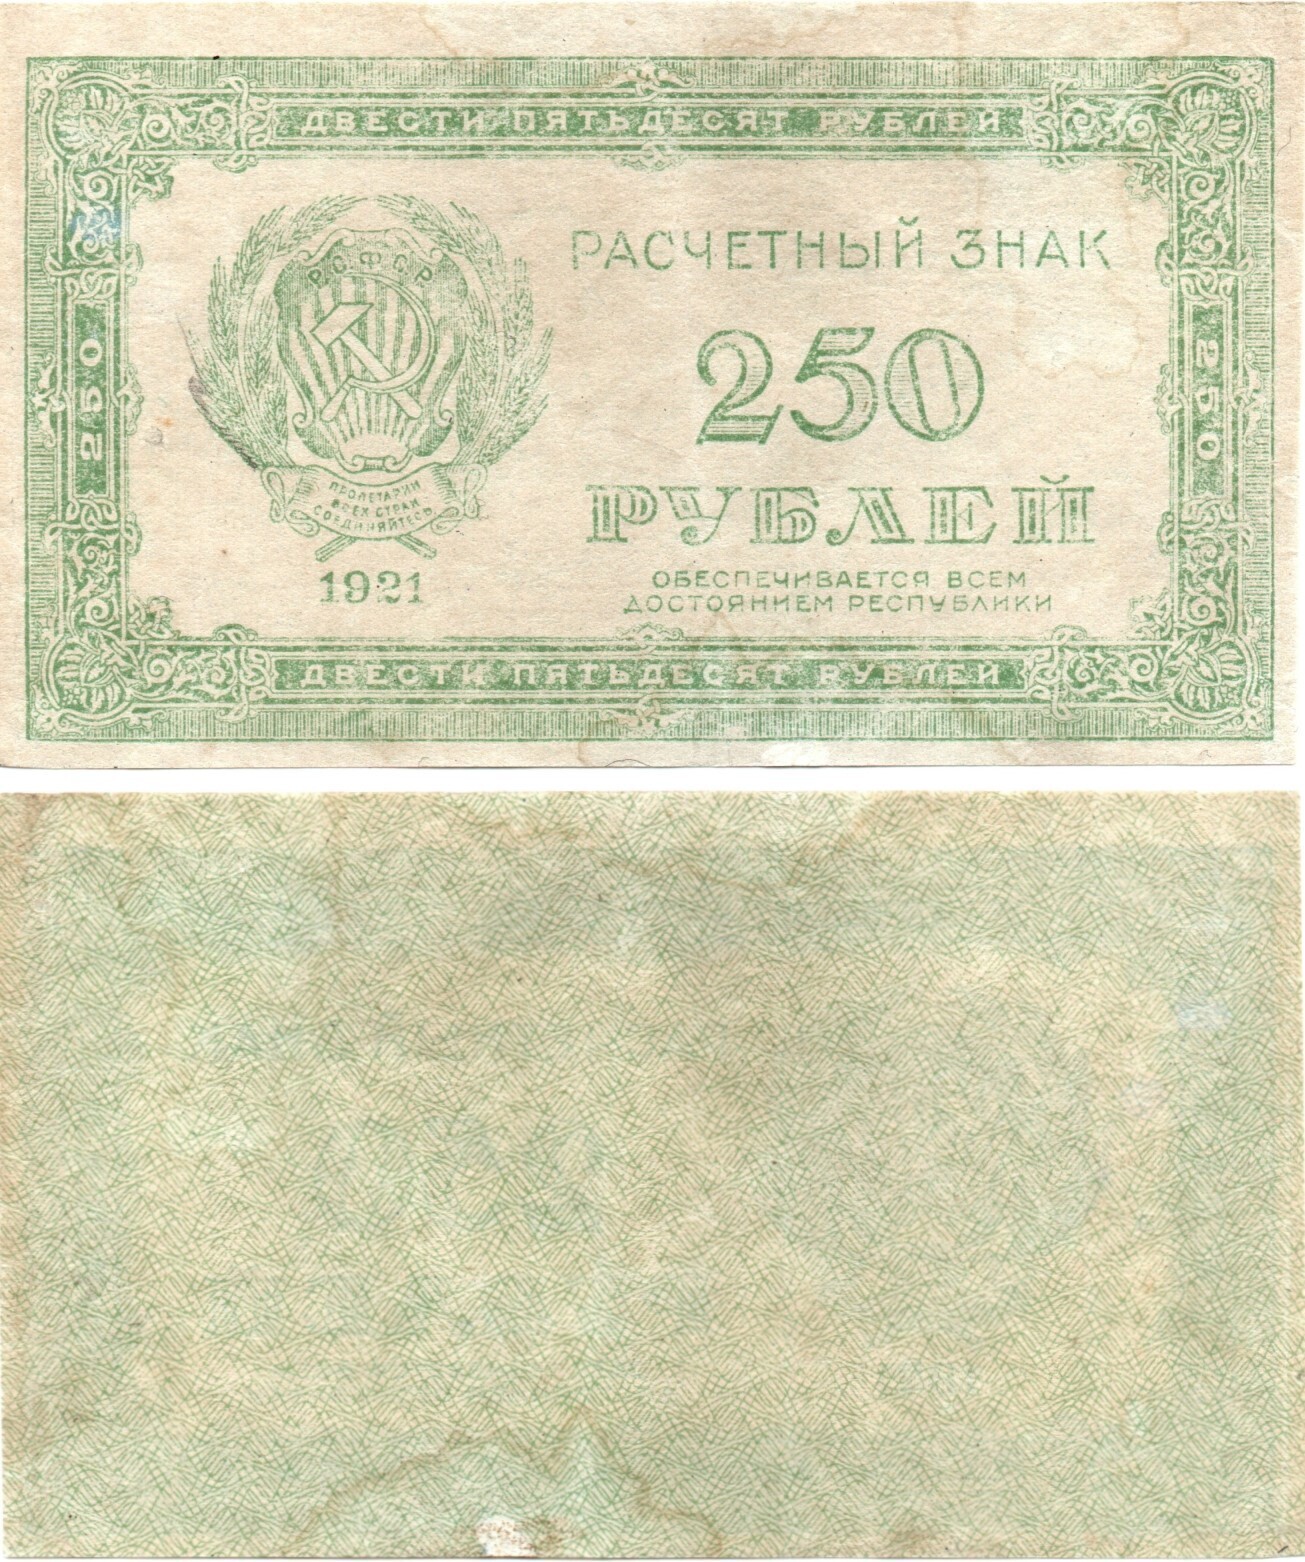 ДВЕСТИ ПЯТЬДЕСЯТ РУБЛЕЙ
РСФСР
РАСЧЕТНЫЙ ЗНАК
250
250
250
РУБЛЕЙ
ПРОЛЕТАРИИ
ВСЕХ СТРАН
СОЕДИНЯЙТЕСЬ
1921
ОБЕСПЕЧИВАЕТСЯ ВСЕМ
ДОСТОЯНИЕМ РЕСПУБЛИКИ
ДВЕСТИ ПЯТЬДЕСЯТ РУБЛЕЙ